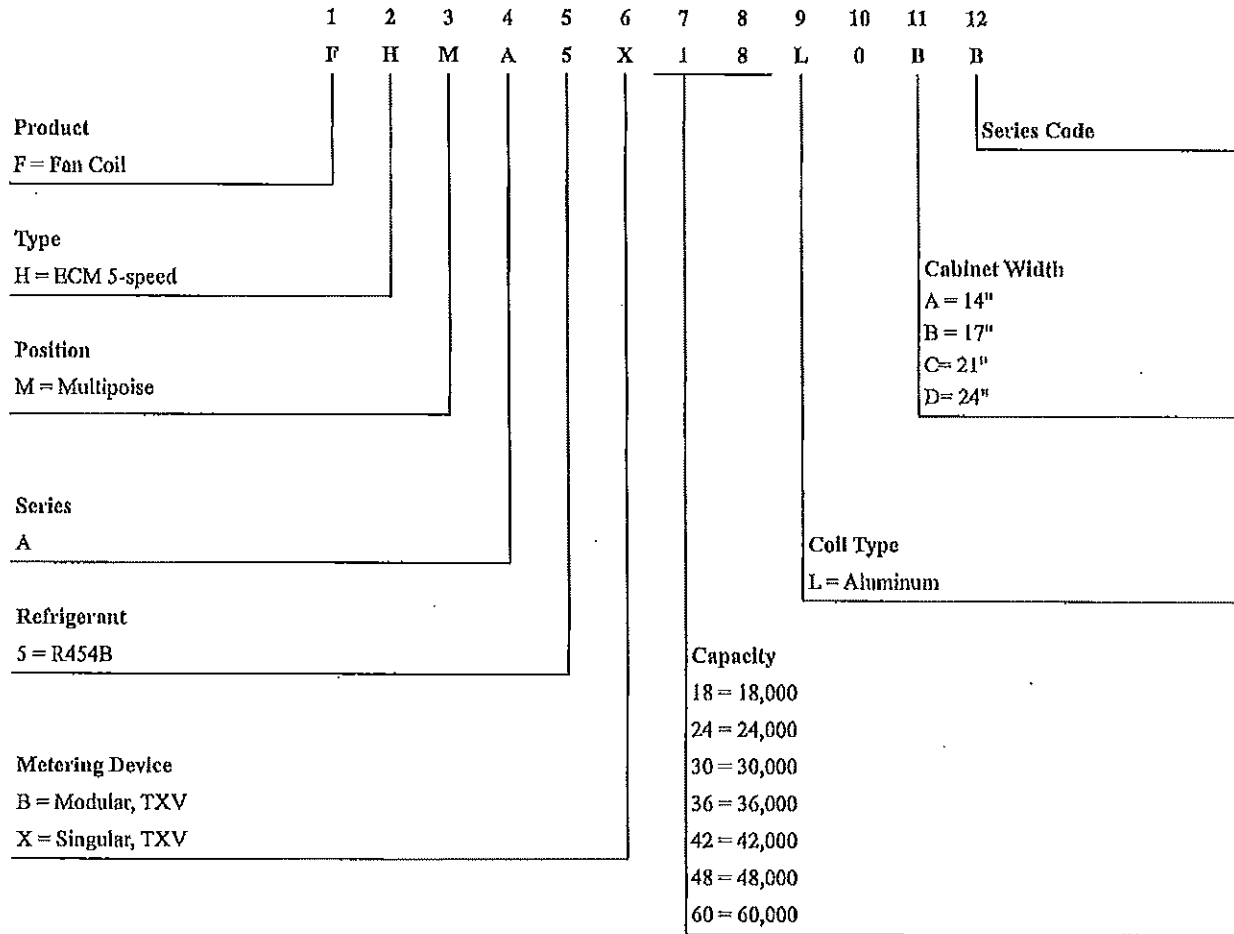 1 2 3 4 5 6 7 8 9 10 11 12
F H M A 5 X 1 8 L 0 B B
Product
F = Fan Coil
Series Code
Type
H = ECM 5-speed
Cabinet Width
A = 14"
B = 17"
C= 21"
D= 24"
Position
M = Multipoise
Series
A
Coil Type
L = Aluminum
Refrigerant
5 = R454B
Capacity
18 = 18,000
24 = 24,000
30 = 30,000
36 = 36,000
42 = 42,000
48 = 48,000
60 = 60,000
Metering Device
B = Modular, TXV
X = Singular, TXV